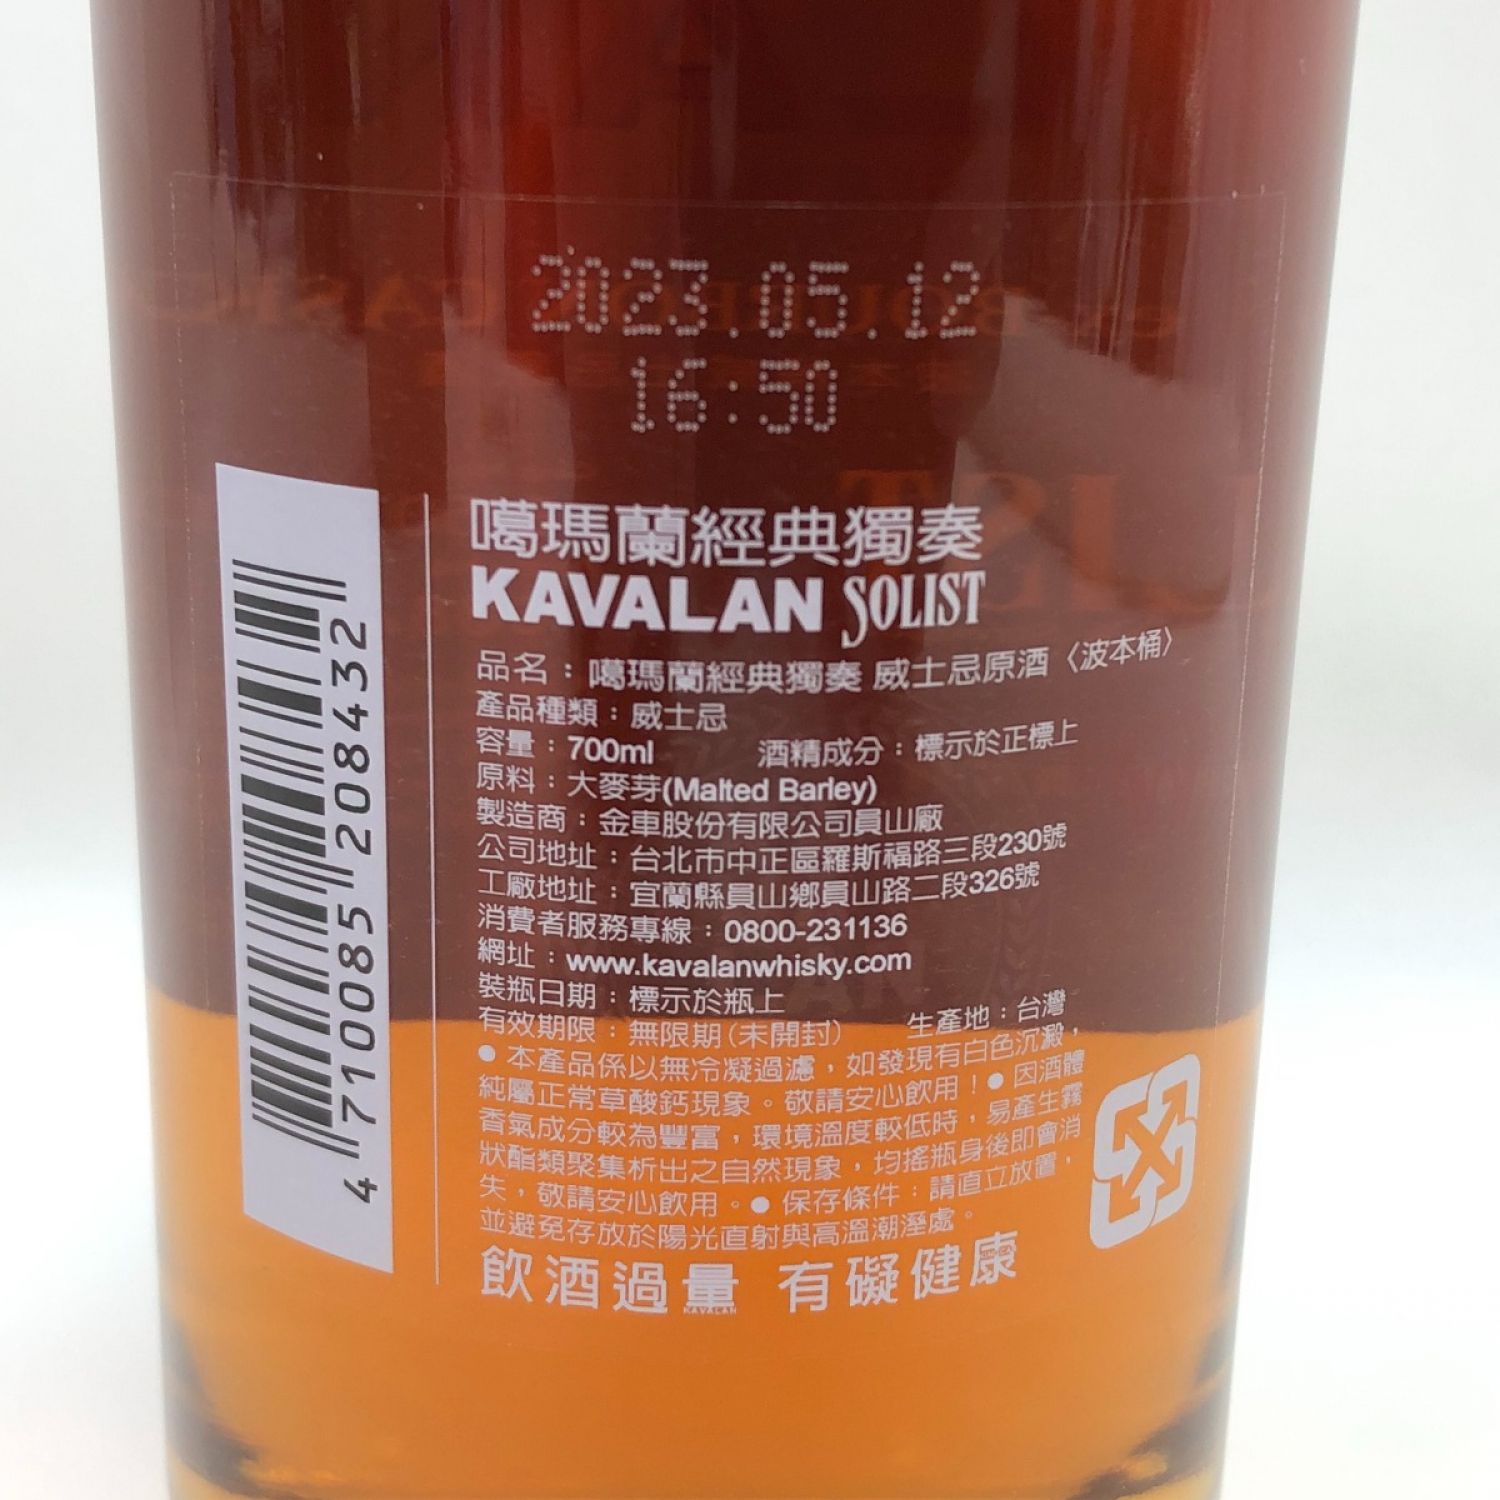 2023.05.12
16:50
噶瑪蘭經典獨奏
KAVALAN SOLIST
品名：噶瑪蘭經典獨奏 威士忌原酒〈波本桶〉
產品種類：威士忌
容量：700ml 酒精成分：標示於正標上
原料：大麥芽(Malted Barley)
製造商：金車股份有限公司員山廠
公司地址：台北市中正區羅斯福路三段230號
工廠地址：宜蘭縣員山鄉員山路二段326號
消費者服務專線：0800-231136
網址：www.kavalanwhisky.com
裝瓶日期：標示於瓶上
有效期限：無限期(未開封) 生產地：台灣
●本產品係以無冷凝過濾，如發現有白色沉澱，
純屬正常草酸鈣現象。敬請安心飲用！●因酒體
香氣成分較為豐富，環境溫度較低時，易產生霧
狀酯類聚集析出之自然現象，均搖瓶身後即會消
失，敬請安心飲用。●保存條件：請直立放置，
並避免存放於陽光直射與高溫潮溼處。
飲酒過量 有礙健康
KAVALAN
4 710085 208432